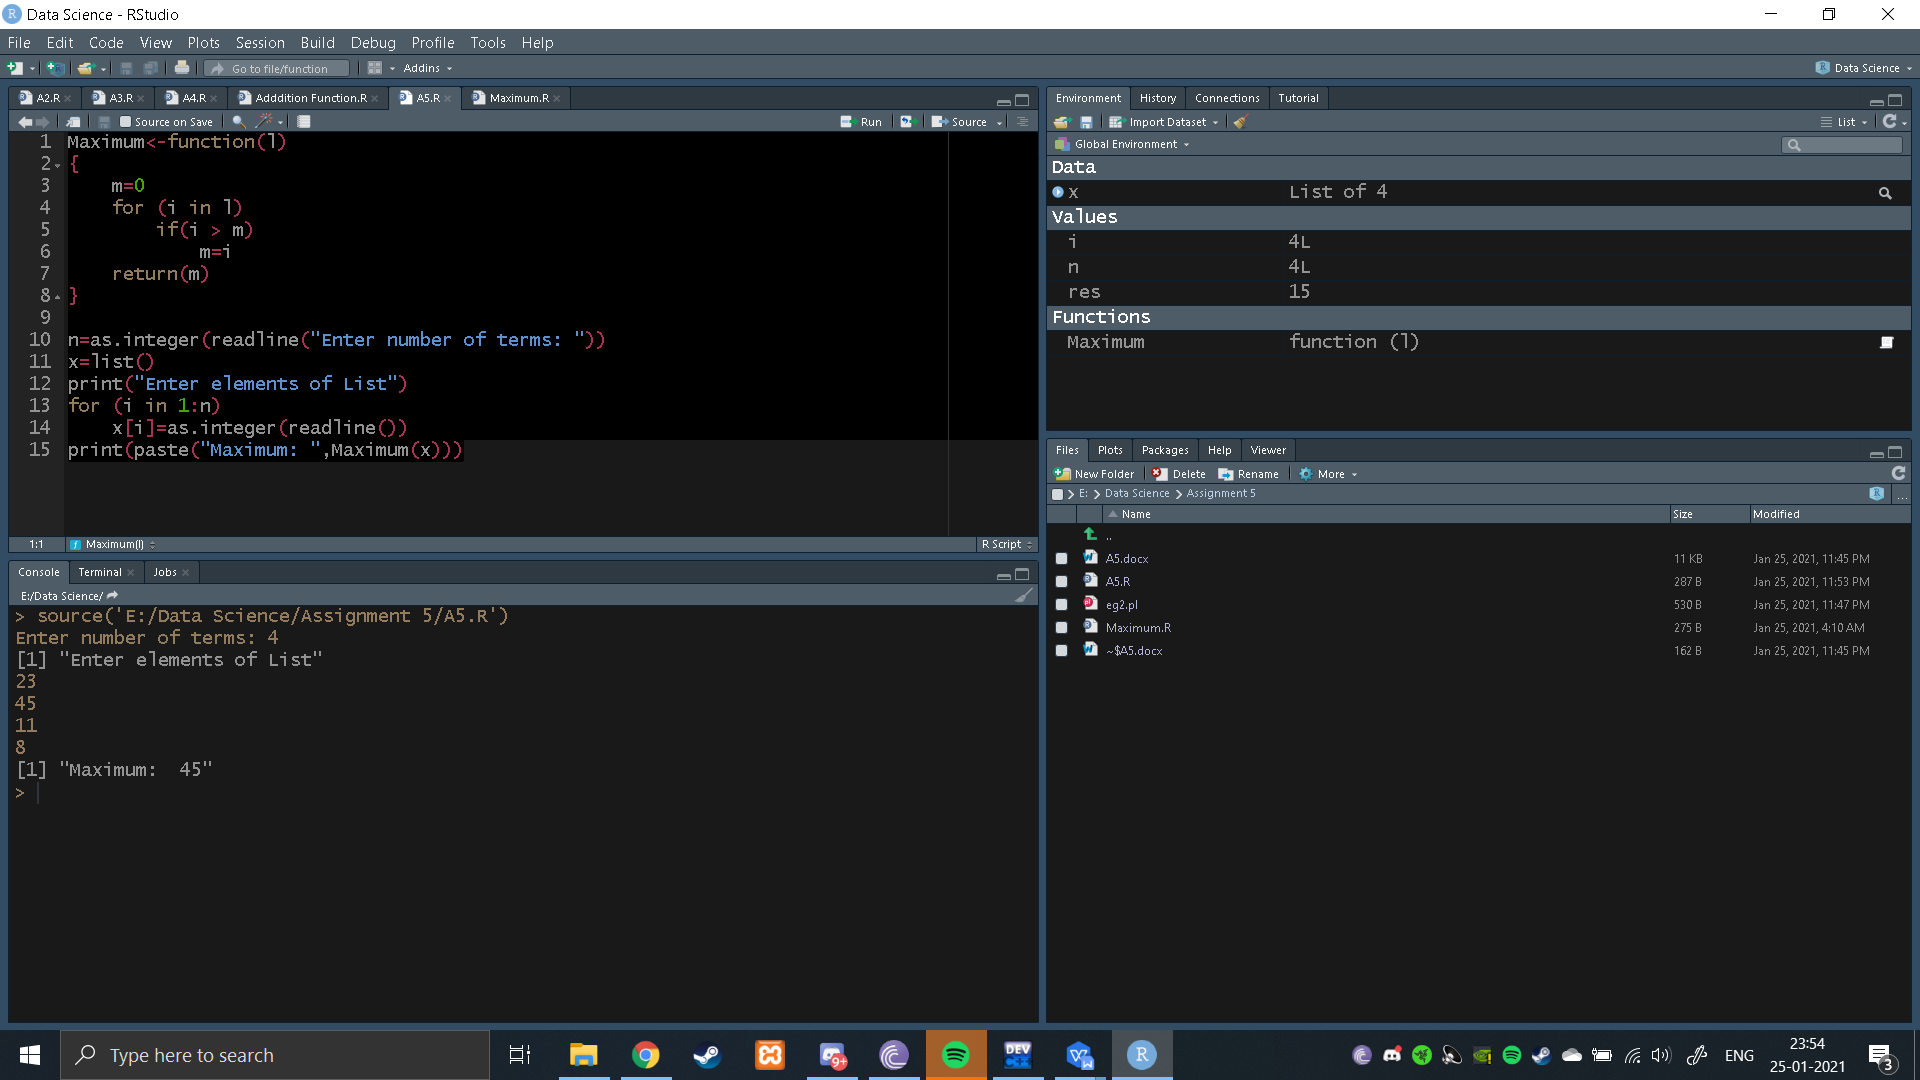 Data Science - RStudio
File Edit Code View Plots Session Build Debug Profile Tools Help
Go to file/function Addins Data Science
A2.R A3.R A4.R Adddition Function.R A5.R Maximum.R
Source on Save Run Source
1 Maximum<-function(l)
2 {
3 m=0
4 for (i in l)
5 if(i > m)
6 m=i
7 return(m)
8 }
9
10 n=as.integer(readline("Enter number of terms: "))
11 x=list()
12 print("Enter elements of List")
13 for (i in 1:n)
14 x[i]=as.integer(readline())
15 print(paste("Maximum: ",Maximum(x)))
1:1 Maximum(l) R Script
Console Terminal Jobs
E:/Data Science/
> source('E:/Data Science/Assignment 5/A5.R')
Enter number of terms: 4
[1] "Enter elements of List"
23
45
11
8
[1] "Maximum:  45"
>
Environment History Connections Tutorial
Import Dataset List
Global Environment
Data
x List of 4
Values
i 4L
n 4L
res 15
Functions
Maximum function (l)
Files Plots Packages Help Viewer
New Folder Delete Rename More
E: Data Science Assignment 5 ...
Name Size Modified
..
A5.docx 11 KB Jan 25, 2021, 11:45 PM
A5.R 287 B Jan 25, 2021, 11:53 PM
eg2.pl 530 B Jan 25, 2021, 11:47 PM
Maximum.R 275 B Jan 25, 2021, 4:10 AM
~$A5.docx 162 B Jan 25, 2021, 11:45 PM
Type here to search
9+
DEV
R
ENG
23:54
25-01-2021
3